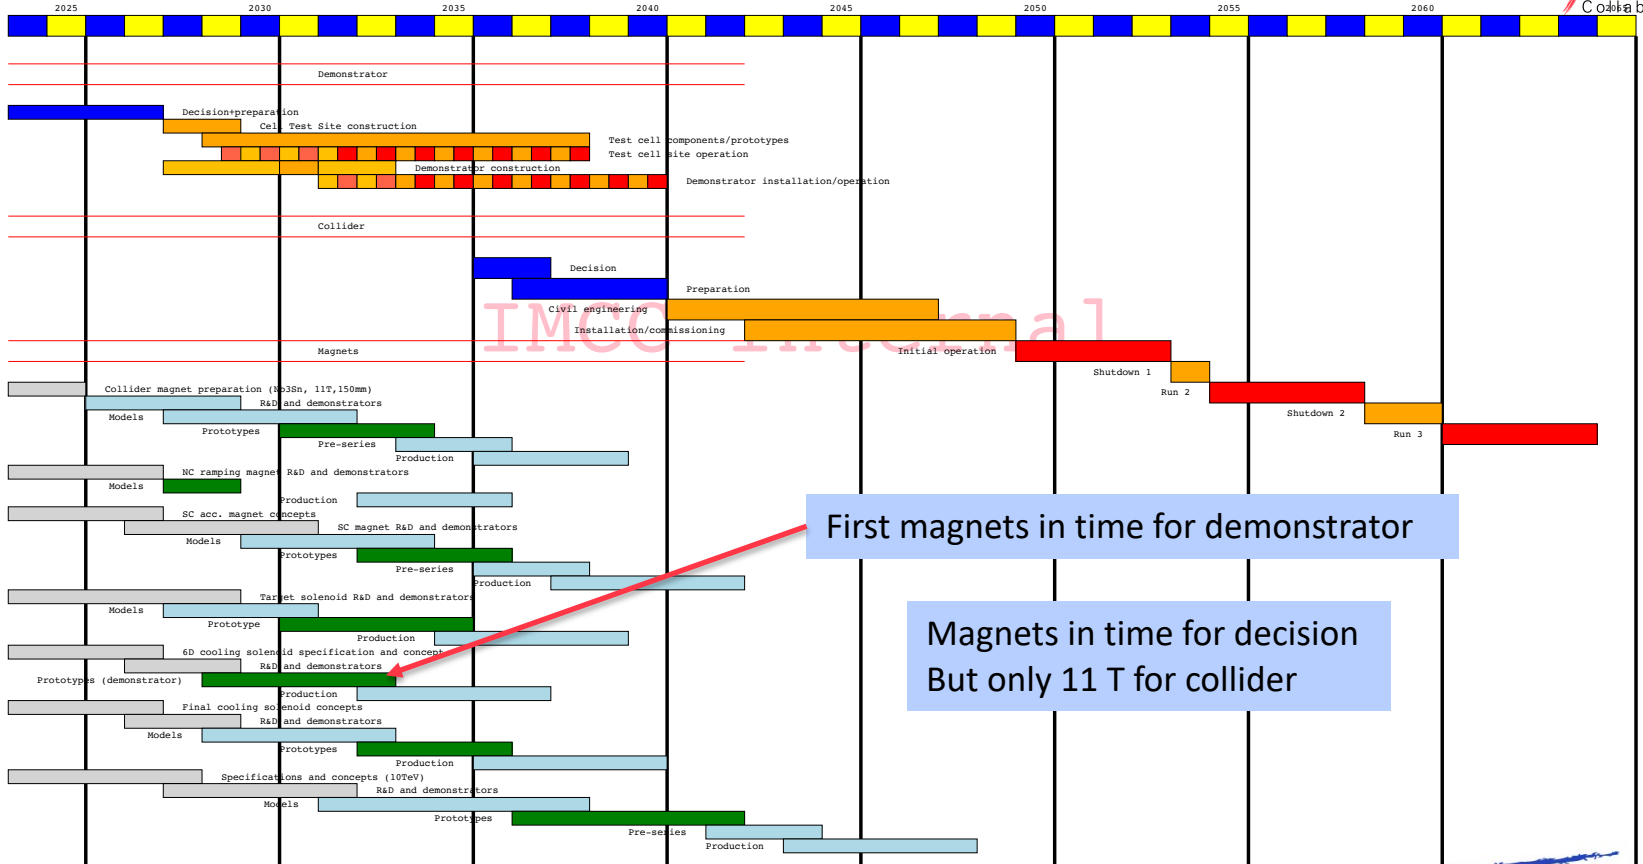 2025 2030 2035 2040 2045 2050 2055 2060 2065
Collab
Demonstrator
Decision+preparation
Cell Test Site construction
Test cell components/prototypes
Test cell site operation
Demonstrator construction
Demonstrator installation/operation
Collider
Decision
Preparation
Civil engineering
IMCC Internal
Installation/commissioning
Magnets
Initial operation
Shutdown 1
Collider magnet preparation (Nb3Sn, 11T,150mm)
Run 2
R&D and demonstrators
Models
Shutdown 2
Prototypes
Run 3
Pre-series
Production
NC ramping magnet R&D and demonstrators
Models
Production
SC acc. magnet concepts
SC magnet R&D and demonstrators
First magnets in time for demonstrator
Models
Prototypes
Pre-series
Production
Target solenoid R&D and demonstrators
Models
Prototype
Production
Magnets in time for decision
But only 11 T for collider
6D cooling solenoid specification and concept
R&D and demonstrators
Prototypes (demonstrator)
Production
Final cooling solenoid concepts
R&D and demonstrators
Models
Prototypes
Production
Specifications and concepts (10TeV)
R&D and demonstrators
Models
Prototypes
Pre-series
Production